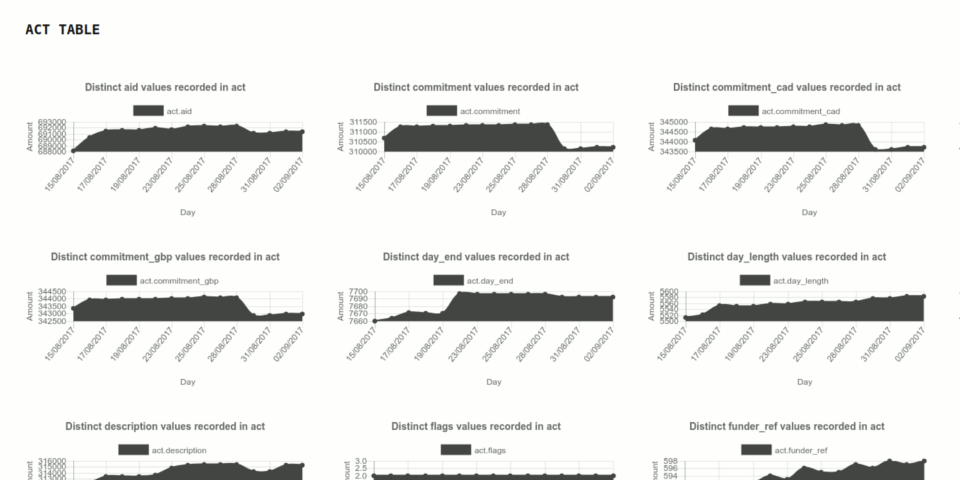 ACT TABLE
Distinct aid values recorded in act
act.aid
Amount
693000
691000
689000
688000
15/08/2017 17/08/2017 19/08/2017 23/08/2017 25/08/2017 28/08/2017 31/08/2017 02/09/2017
Day
Distinct commitment values recorded in act
act.commitment
Amount
311500
311000
310500
310000
15/08/2017 17/08/2017 19/08/2017 23/08/2017 25/08/2017 28/08/2017 31/08/2017 02/09/2017
Day
Distinct commitment_cad values recorded in act
act.commitment_cad
Amount
345000
344500
344000
343500
15/08/2017 17/08/2017 19/08/2017 23/08/2017 25/08/2017 28/08/2017 31/08/2017 02/09/2017
Day
Distinct commitment_gbp values recorded in act
act.commitment_gbp
Amount
344500
344000
343500
343000
342500
15/08/2017 17/08/2017 19/08/2017 23/08/2017 25/08/2017 28/08/2017 31/08/2017 02/09/2017
Day
Distinct day_end values recorded in act
act.day_end
Amount
7700
7690
7680
7670
7660
15/08/2017 17/08/2017 19/08/2017 23/08/2017 25/08/2017 28/08/2017 31/08/2017 02/09/2017
Day
Distinct day_length values recorded in act
act.day_length
Amount
5600
5500
15/08/2017 17/08/2017 19/08/2017 23/08/2017 25/08/2017 28/08/2017 31/08/2017 02/09/2017
Day
Distinct description values recorded in act
act.description
316000
315000
314000
Distinct flags values recorded in act
act.flags
3.0
2.5
2.0
Distinct funder_ref values recorded in act
act.funder_ref
598
596
594